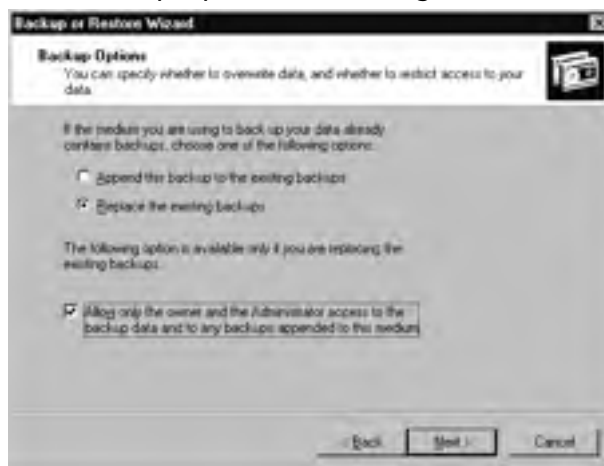 Backup or Restore Wizard
Backup Options
You can specify whether to overwrite data, and whether to restrict access to your
data.
If the medium you are using to back up your data already
contains backups, choose one of the following options:
Append this backup to the existing backups
Replace the existing backups
The following option is available only if you are replacing the
existing backups.
Allow only the owner and the Administrator access to the
backup data and to any backups appended to this medium.
< Back
Next >
Cancel